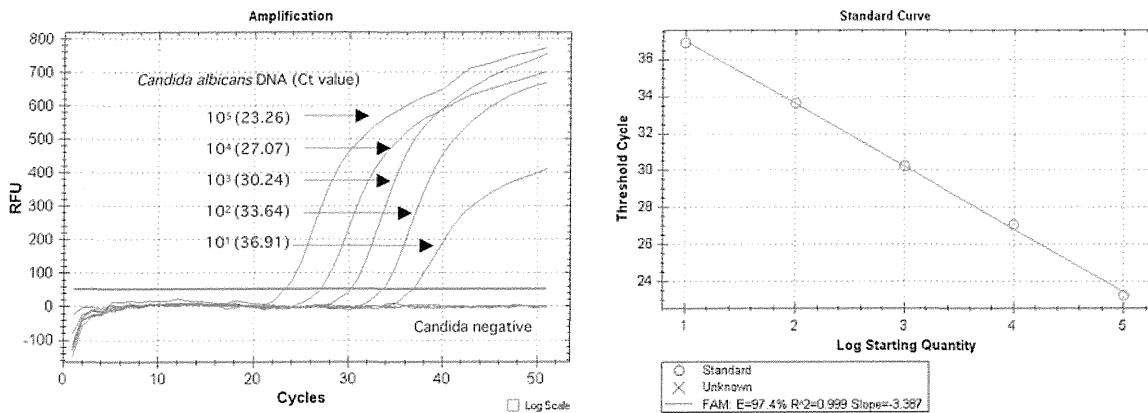 Amplification
800
700
600
500
400
300
200
100
0
-100
RFU
Candida albicans DNA (Ct value)
10⁵ (23.26)
10⁴ (27.07)
10³ (30.24)
10² (33.64)
10¹ (36.91)
Candida negative
0 10 20 30 40 50
Cycles
Log Scale
Standard Curve
36
34
32
30
28
26
24
Threshold Cycle
1 2 3 4 5
Log Starting Quantity
Standard
Unknown
FAM: E=97.4% R^2=0.999 Slope=-3.387